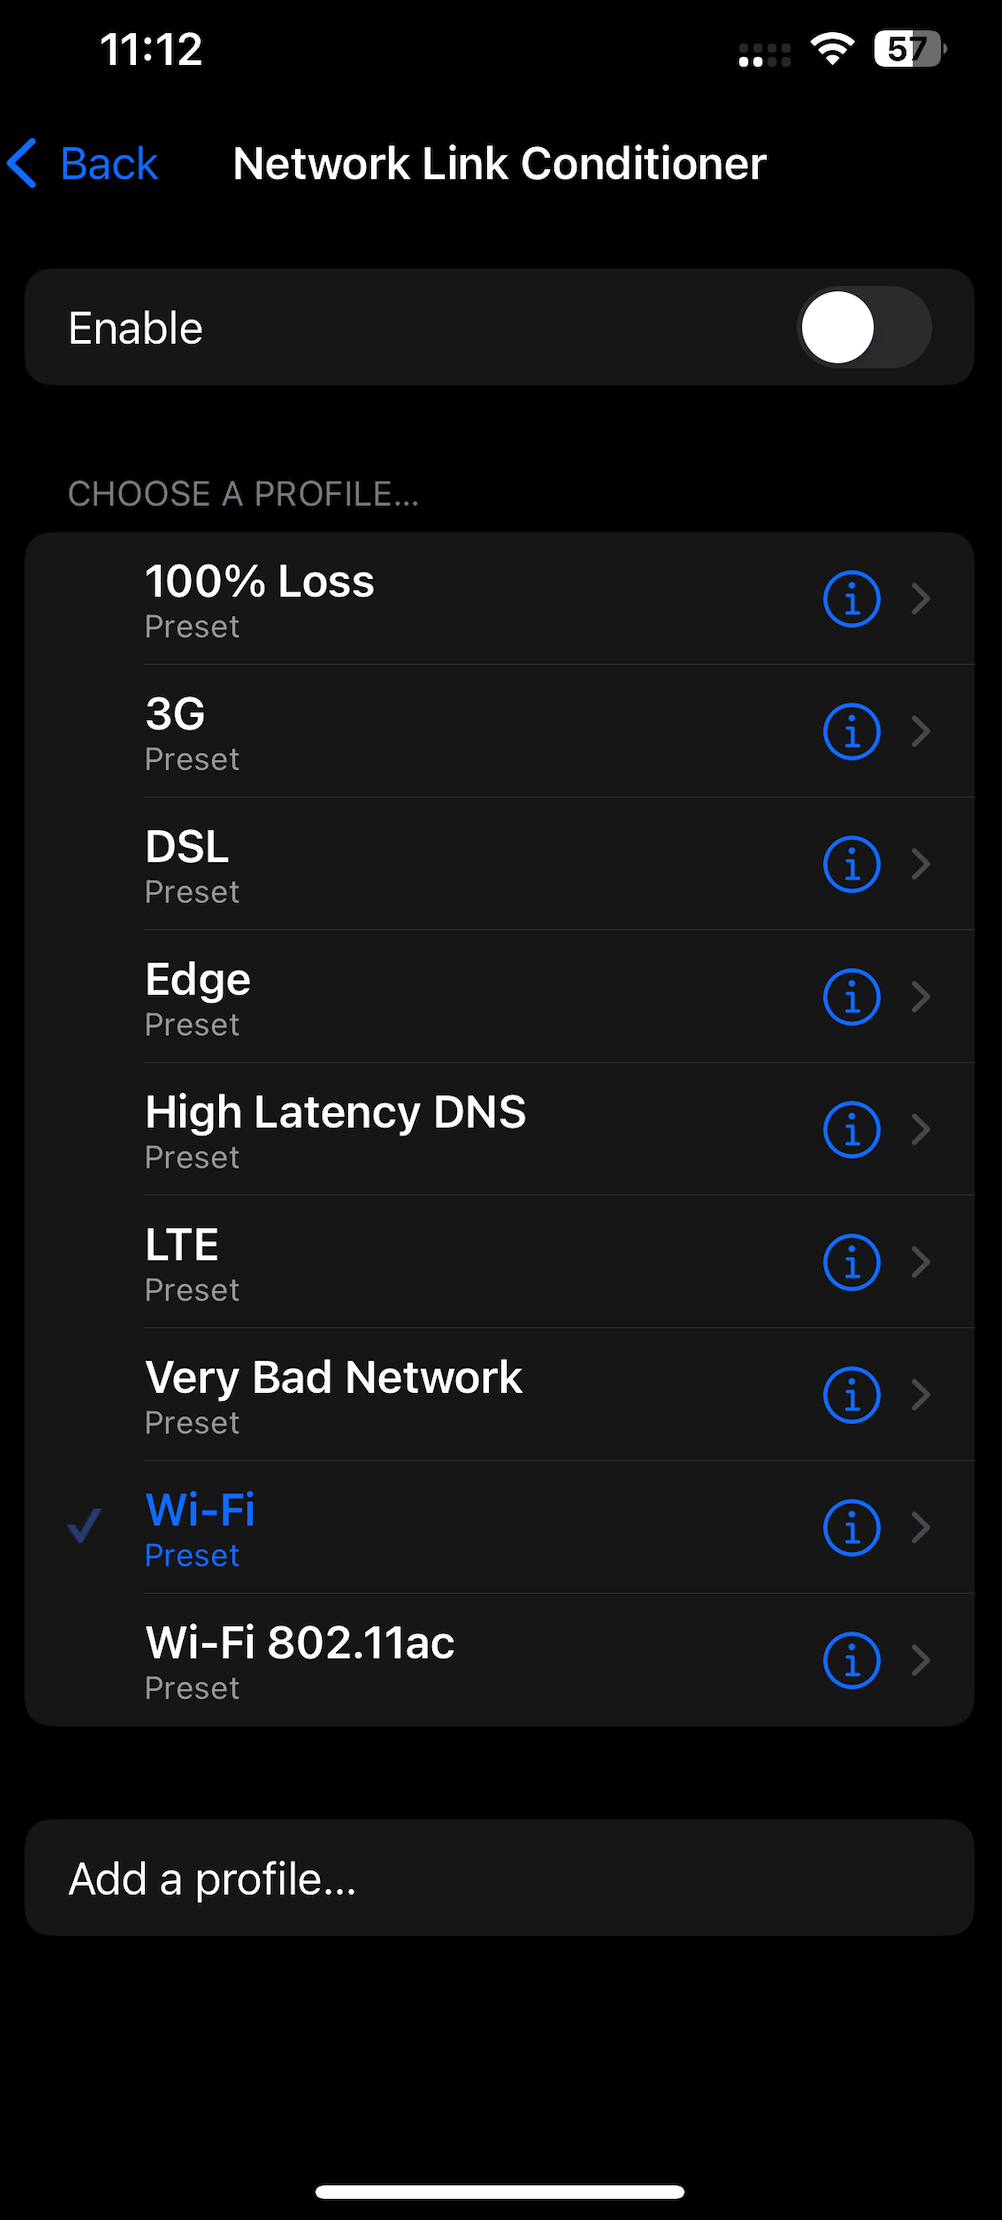 11:12
57
Back
Network Link Conditioner
Enable
CHOOSE A PROFILE...
100% Loss
Preset
3G
Preset
DSL
Preset
Edge
Preset
High Latency DNS
Preset
LTE
Preset
Very Bad Network
Preset
Wi-Fi
Preset
Wi-Fi 802.11ac
Preset
Add a profile...